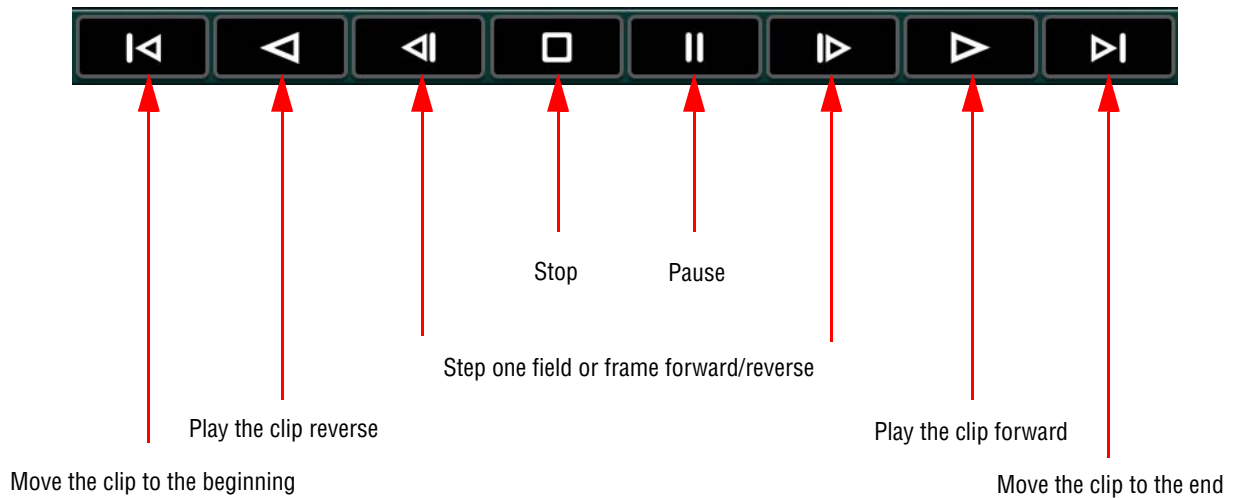 Stop
Pause
Step one field or frame forward/reverse
Play the clip reverse
Play the clip forward
Move the clip to the beginning
Move the clip to the end